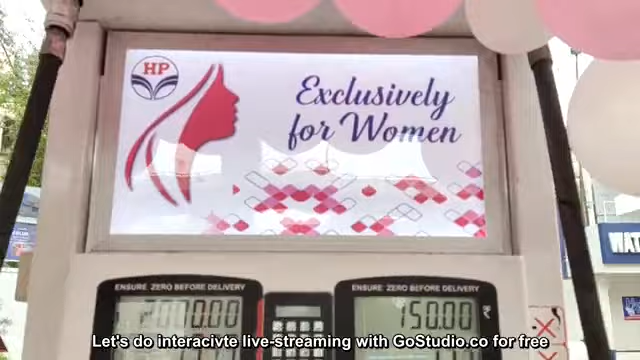 HP
Exclusively
for Women
WAT
ENSURE ZERO BEFORE DELIVERY
ENSURE ZERO BEFORE DELIVERY
150.00 ₹
Let's do interacivte live-streaming with GoStudio.co for free